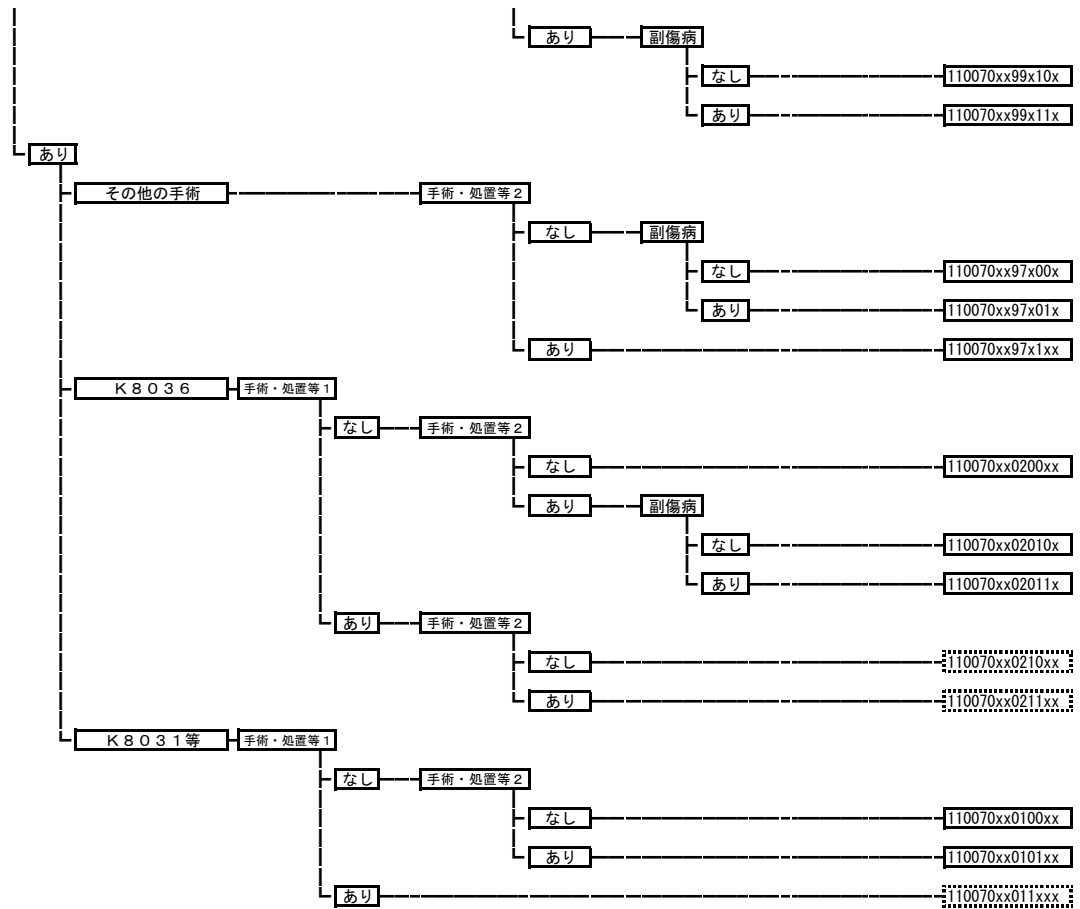 あり 副傷病
なし 110070xx99x10x
あり 110070xx99x11x
あり
その他の手術 手術・処置等2
なし 副傷病
なし 110070xx97x00x
あり 110070xx97x01x
あり 110070xx97x1xx
K8036 手術・処置等1
なし 手術・処置等2
なし 110070xx0200xx
あり 副傷病
なし 110070xx02010x
あり 110070xx02011x
あり 手術・処置等2
なし 110070xx0210xx
あり 110070xx0211xx
K8031等 手術・処置等1
なし 手術・処置等2
なし 110070xx0100xx
あり 110070xx0101xx
あり 110070xx011xxx